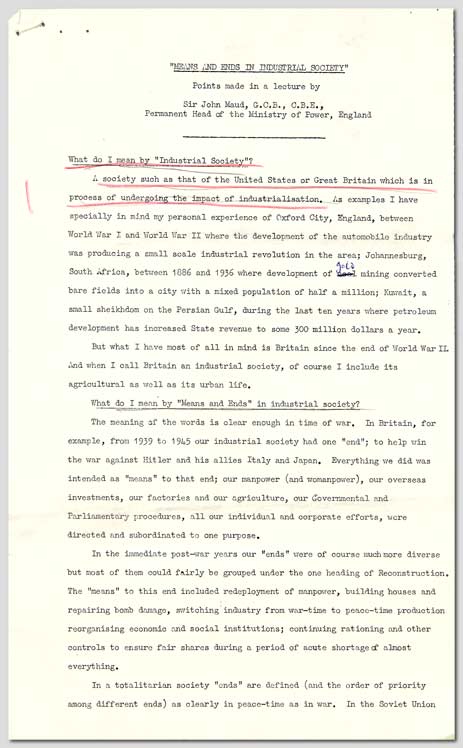 "MEANS AND ENDS IN INDUSTRIAL SOCIETY"
Points made in a lecture by
Sir John Maud, G.C.B., C.B.E.,
Permanent Head of the Ministry of Power, England
What do I mean by "Industrial Society"?
A society such as that of the United States or Great Britain which is in
process of undergoing the impact of industrialisation. As examples I have
specially in mind my personal experience of Oxford City, England, between
World War I and World War II where the development of the automobile industry
was producing a small scale industrial revolution in the area; Johannesburg,
gold
South Africa, between 1886 and 1936 where development of mining converted
bare fields into a city with a mixed population of half a million; Kuwait, a
small sheikhdom on the Persian Gulf, during the last ten years where petroleum
development has increased State revenue to some 300 million dollars a year.
But what I have most of all in mind is Britain since the end of World War II.
And when I call Britain an industrial society, of course I include its
agricultural as well as its urban life.
What do I mean by "Means and Ends" in industrial society?
The meaning of the words is clear enough in time of war. In Britain, for
example, from 1939 to 1945 our industrial society had one "end"; to help win
the war against Hitler and his allies Italy and Japan. Everything we did was
intended as "means" to that end; our manpower (and womanpower), our overseas
investments, our factories and our agriculture, our Governmental and
Parliamentary procedures, all our individual and corporate efforts, were
directed and subordinated to one purpose.
In the immediate post-war years our "ends" were of course much more diverse
but most of them could fairly be grouped under the one heading of Reconstruction.
The "means" to this end included redeployment of manpower, building houses and
repairing bomb damage, switching industry from war-time to peace-time production
reorganising economic and social institutions; continuing rationing and other
controls to ensure fair shares during a period of acute shortage of almost
everything.
In a totalitarian society "ends" are defined (and the order of priority
among different ends) as clearly in peace-time as in war. In the Soviet Union